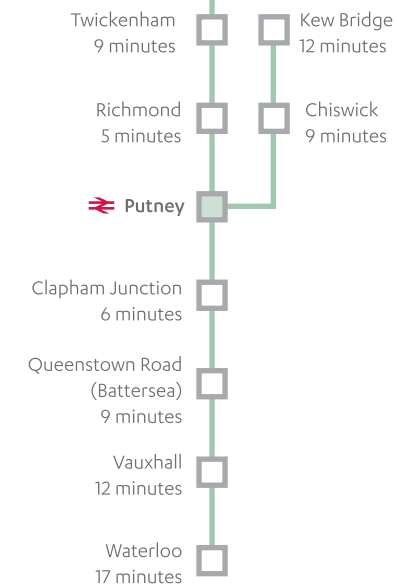 Twickenham
9 minutes
Kew Bridge
12 minutes
Richmond
5 minutes
Chiswick
9 minutes
Putney
Clapham Junction
6 minutes
Queenstown Road
(Battersea)
9 minutes
Vauxhall
12 minutes
Waterloo
17 minutes